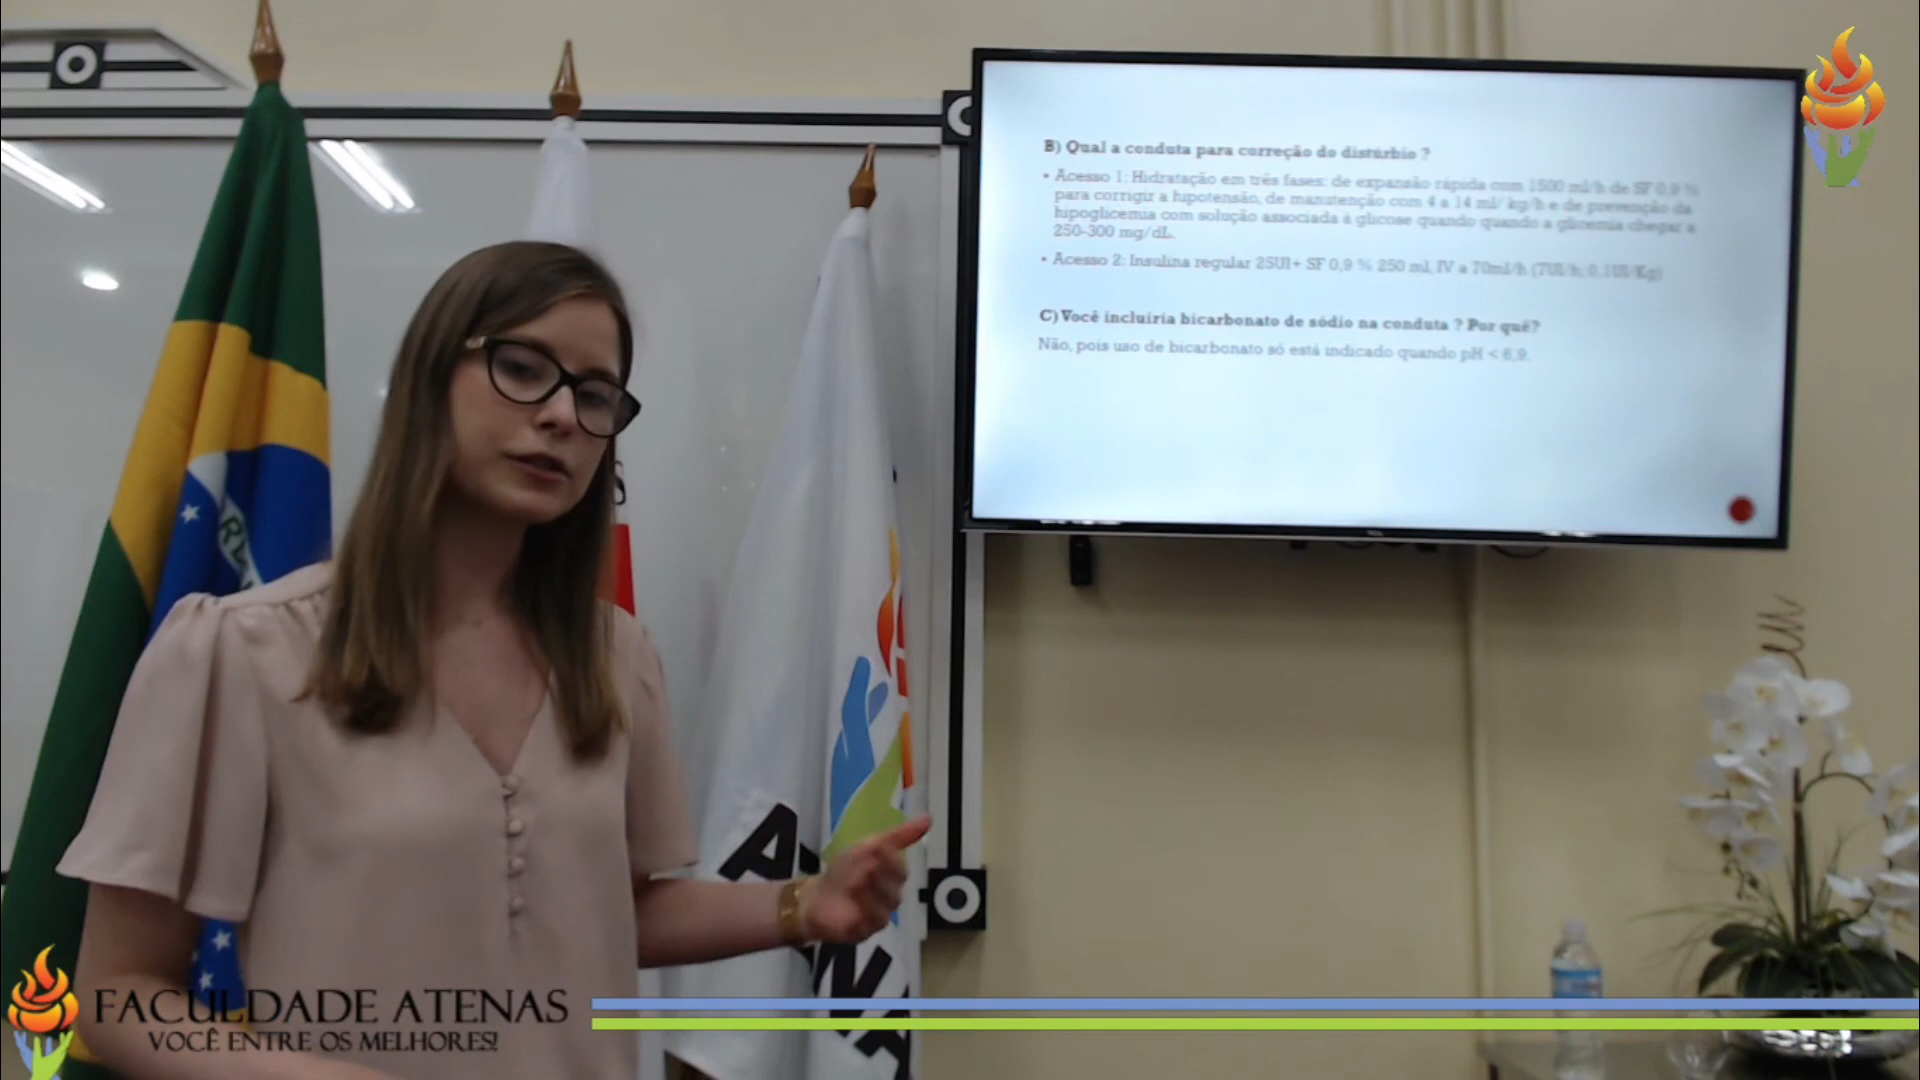 B) Qual a conduta para correção do distúrbio ?
• Acesso 1: Hidratação em três fases: de expansão rápida com 1500 ml/h de SF 0,9 %
para corrigir a hipotensão, de manutenção com 4 a 14 ml/ kg/h e de prevenção da
hipoglicemia com solução associada à glicose quando quando a glicemia chegar a
250-300 mg/dL.
• Acesso 2: Insulina regular 25UI+ SF 0,9 % 250 ml, IV a 70ml/h (7UI/h; 0,1UI/Kg)
C) Você incluiria bicarbonato de sódio na conduta ? Por quê?
Não, pois uso de bicarbonato só está indicado quando pH < 6,9.
FACULDADE ATENAS
VOCÊ ENTRE OS MELHORES!